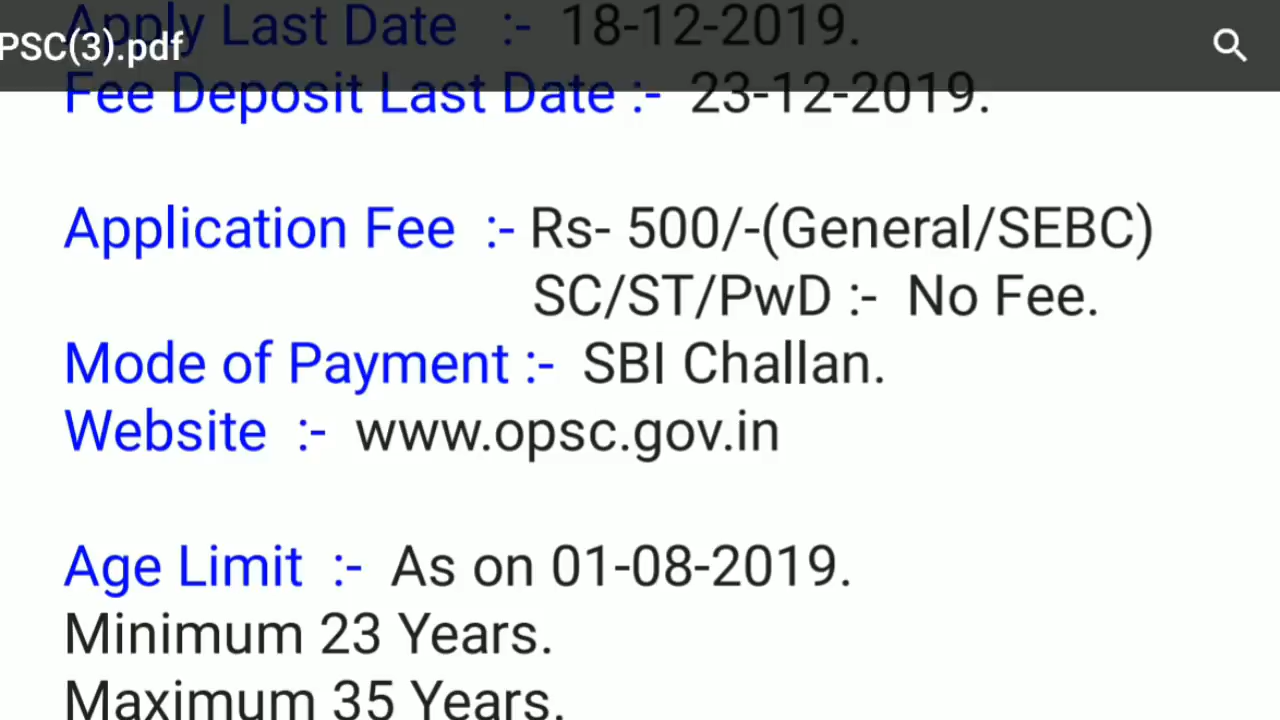 Apply Last Date :- 18-12-2019.
PSC(3).pdf
Fee Deposit Last Date :- 23-12-2019.
Application Fee :- Rs- 500/-(General/SEBC)
SC/ST/PwD :- No Fee.
Mode of Payment :- SBI Challan.
Website :- www.opsc.gov.in
Age Limit :- As on 01-08-2019.
Minimum 23 Years.
Maximum 35 Years.